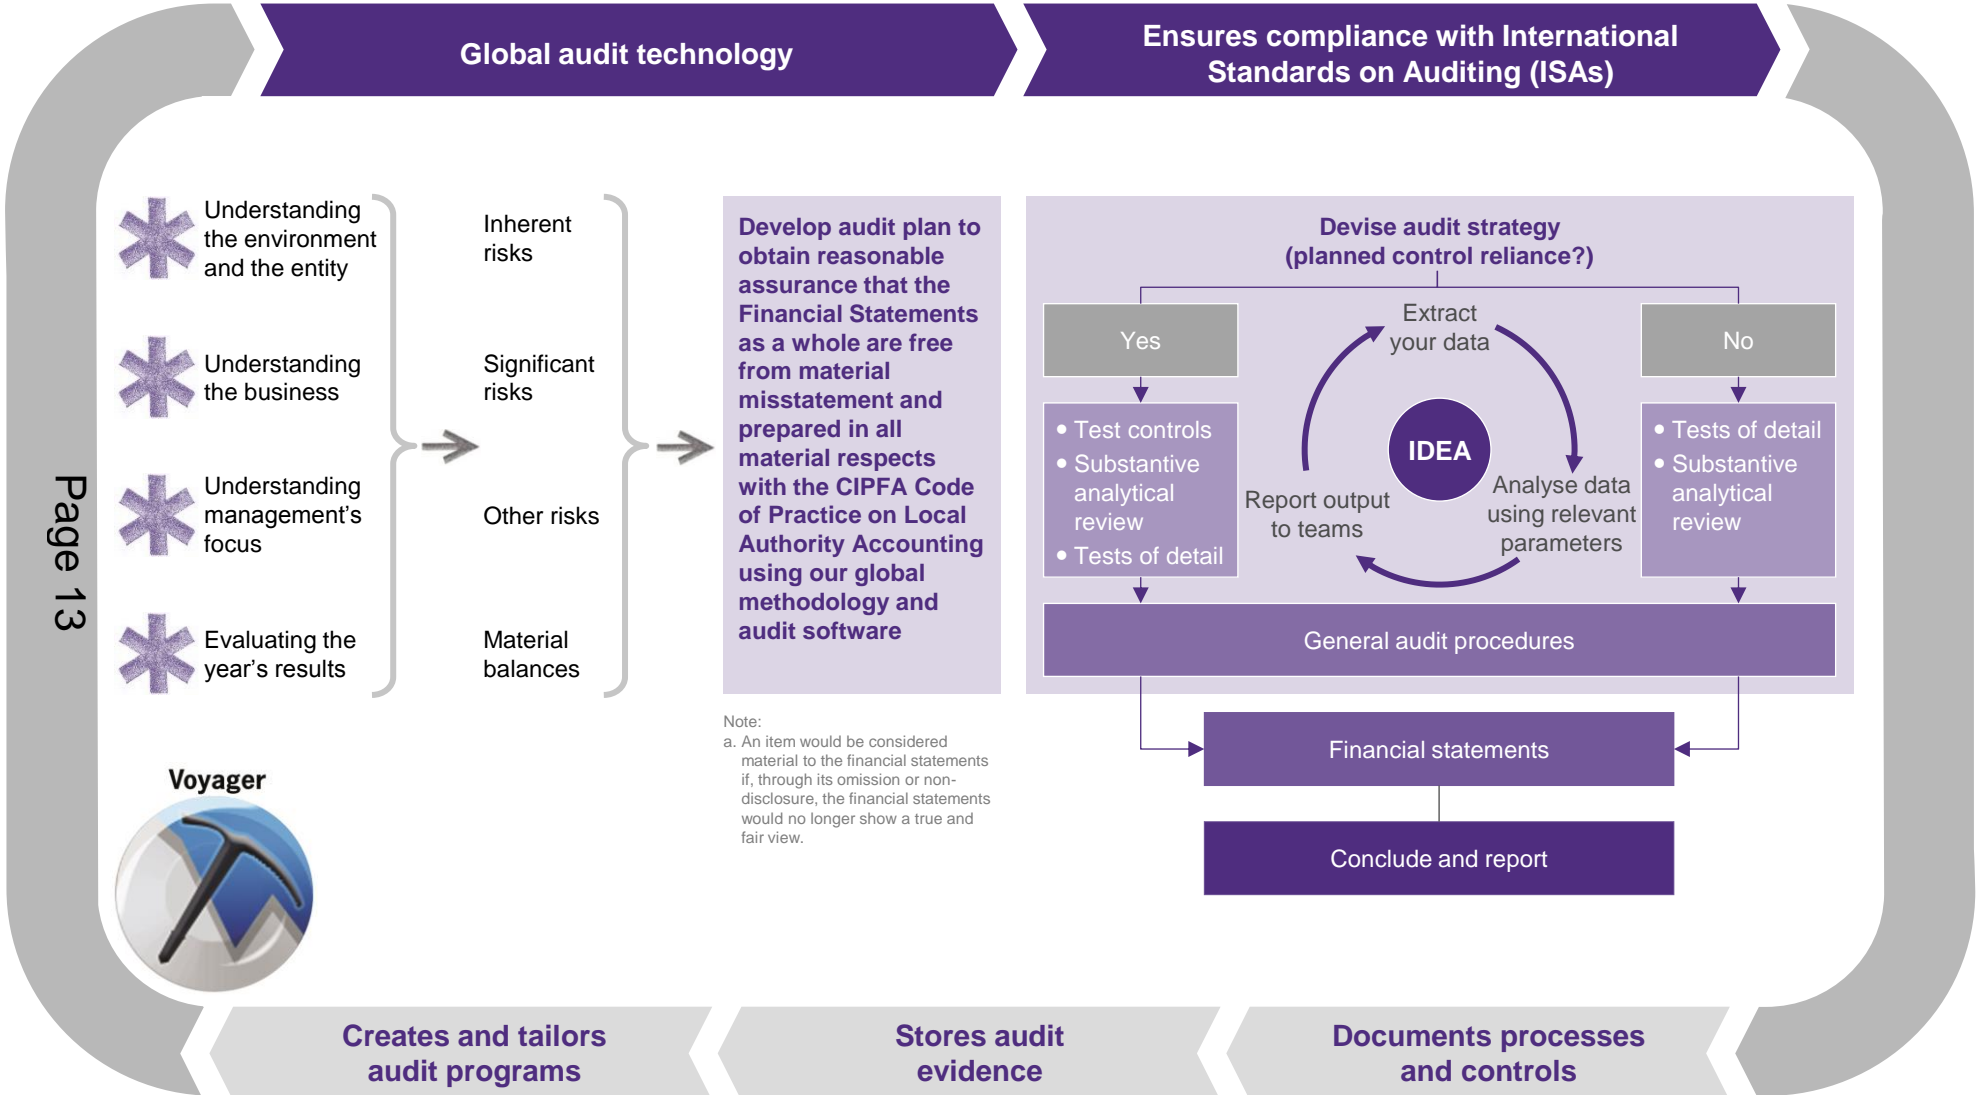 Global audit technology
Ensures compliance with International
Standards on Auditing (ISAs)
Page 13
Understanding
the environment
and the entity
Understanding
the business
Understanding
management’s
focus
Evaluating the
year’s results
Inherent
risks
Significant
risks
Other risks
Material
balances
Develop audit plan to
obtain reasonable
assurance that the
Financial Statements
as a whole are free
from material
misstatement and
prepared in all
material respects
with the CIPFA Code
of Practice on Local
Authority Accounting
using our global
methodology and
audit software
Note:
a. An item would be considered
material to the financial statements
if, through its omission or non-
disclosure, the financial statements
would no longer show a true and
fair view.
Devise audit strategy
(planned control reliance?)
Yes
• Test controls
• Substantive
analytical
review
• Tests of detail
Extract
your data
IDEA
Analyse data
using relevant
parameters
Report output
to teams
No
• Tests of detail
• Substantive
analytical
review
General audit procedures
Financial statements
Conclude and report
Voyager
Creates and tailors
audit programs
Stores audit
evidence
Documents processes
and controls